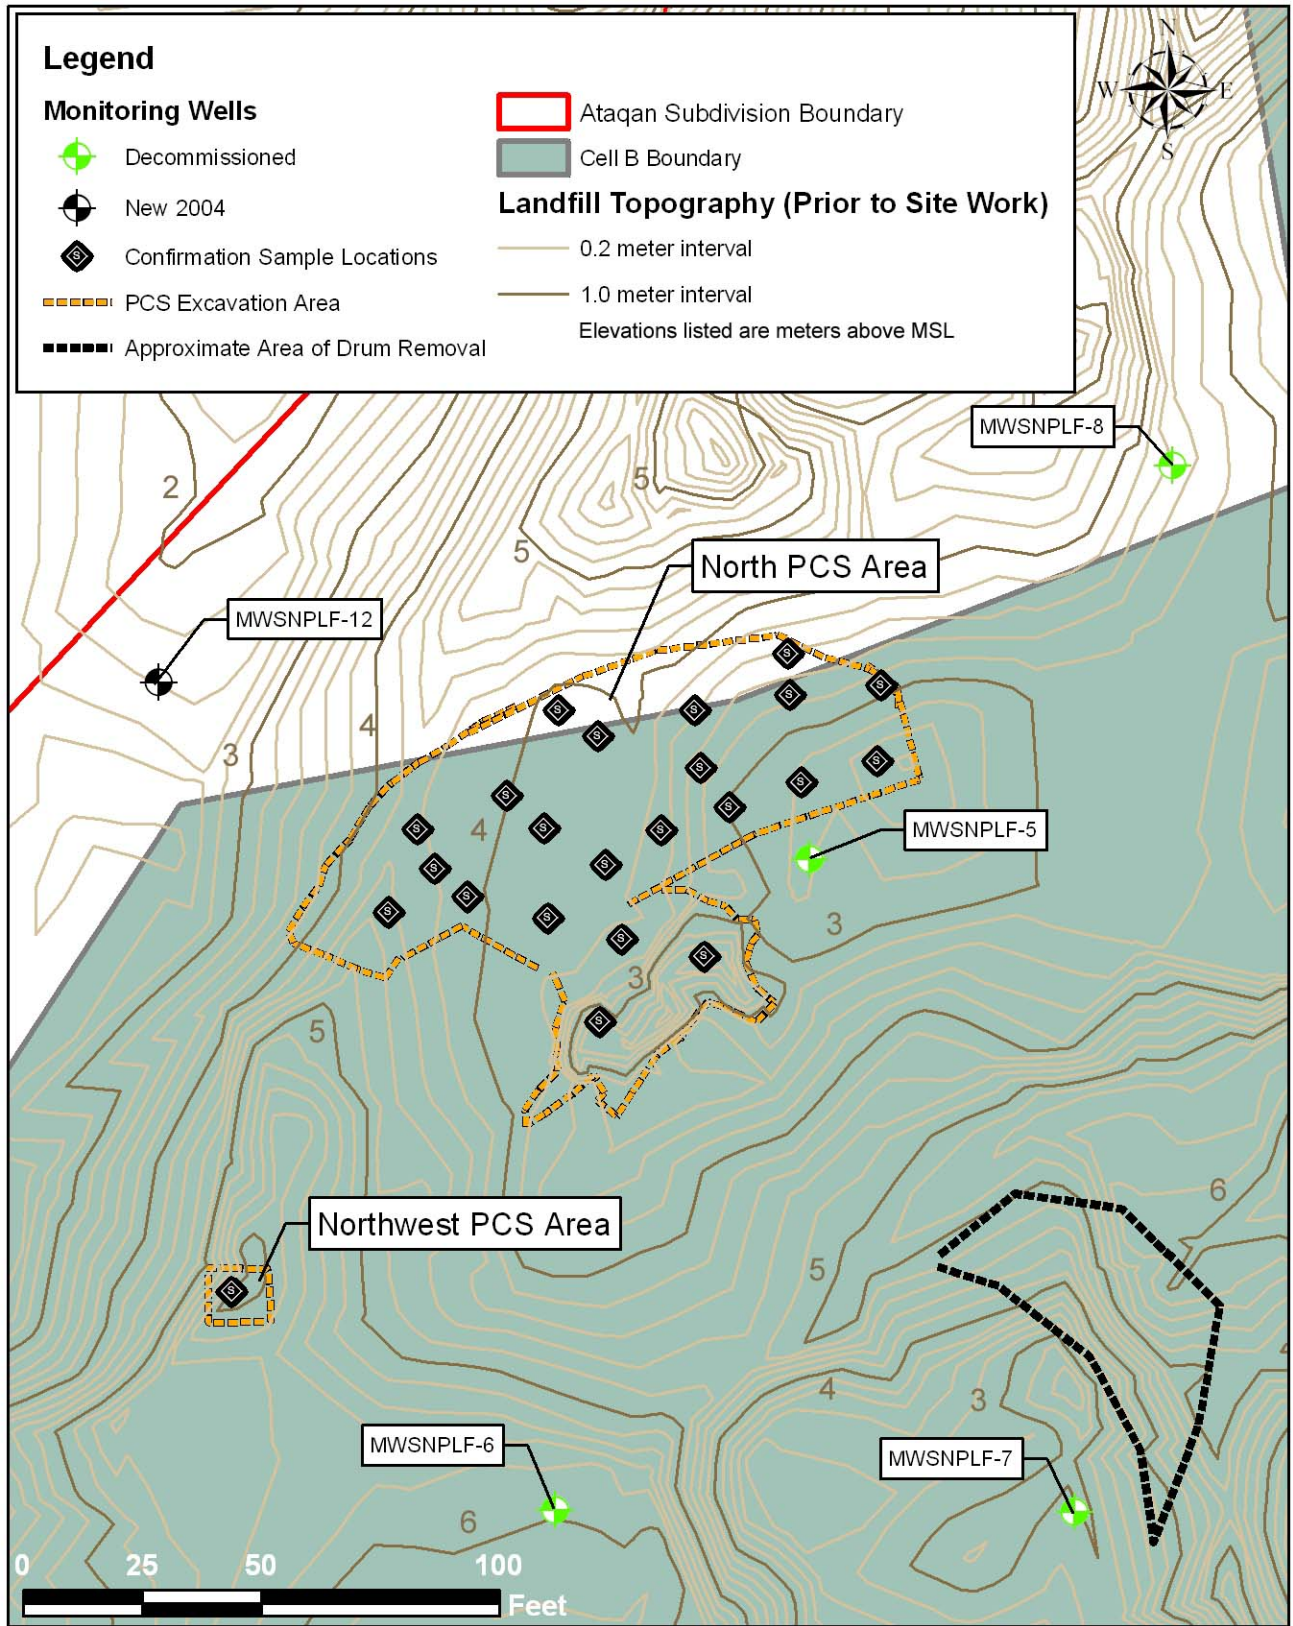 Legend
Monitoring Wells
Decommissioned
New 2004
Confirmation Sample Locations
PCS Excavation Area
Approximate Area of Drum Removal
Ataqan Subdivision Boundary
Cell B Boundary
Landfill Topography (Prior to Site Work)
0.2 meter interval
1.0 meter interval
Elevations listed are meters above MSL
N
W E
S
MWSNPLF-8
2
5
5
North PCS Area
MWSNPLF-12
4
3
S
S
S
S
S
S
S
S
S
S
S
S
S
4
S
S
MWSNPLF-5
S
S
S
S
S
3
S
S
3
S
5
6
Northwest PCS Area
5
S
4
3
MWSNPLF-6
MWSNPLF-7
6
0 25 50 100
Feet